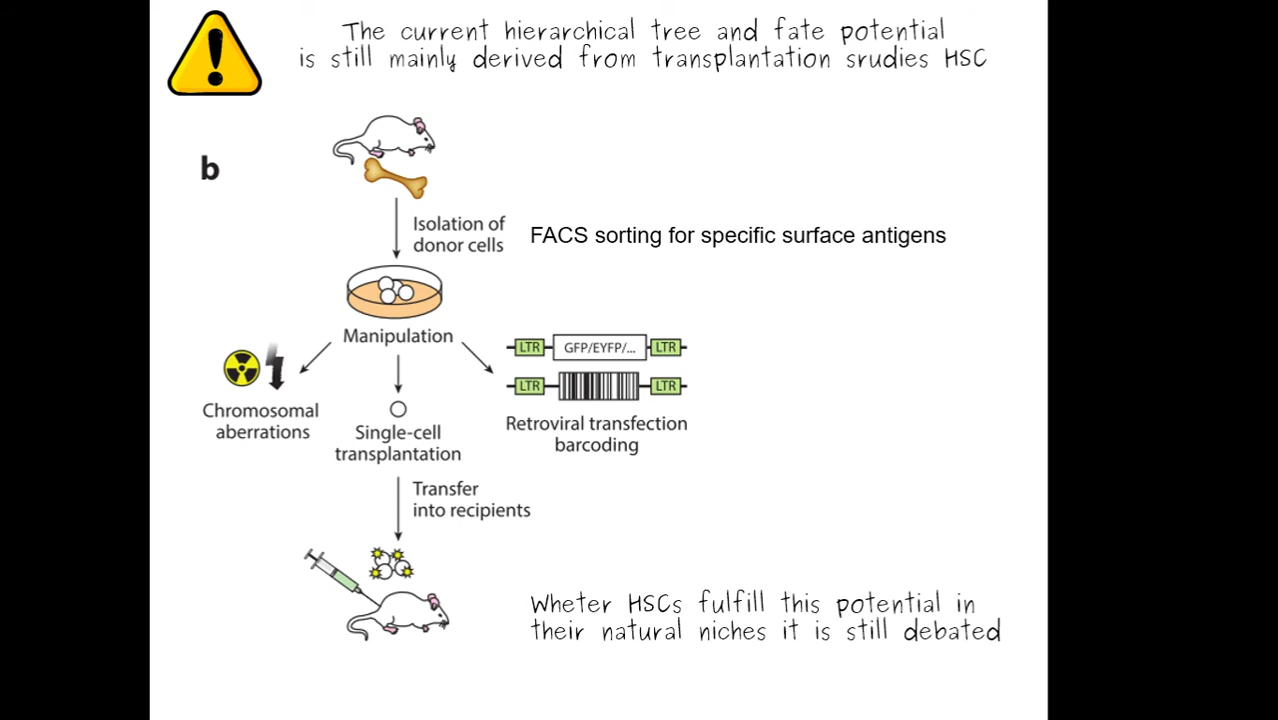 The current hierarchical tree and fate potential
is still mainly derived from transplantation srudies HSC
b
Isolation of
donor cells
FACS sorting for specific surface antigens
Manipulation
LTR GFP/EYFP/... LTR
LTR LTR
Chromosomal
aberrations
Single-cell
transplantation
Retroviral transfection
barcoding
Transfer
into recipients
Wheter HSCs fulfill this potential in
their natural niches it is still debated